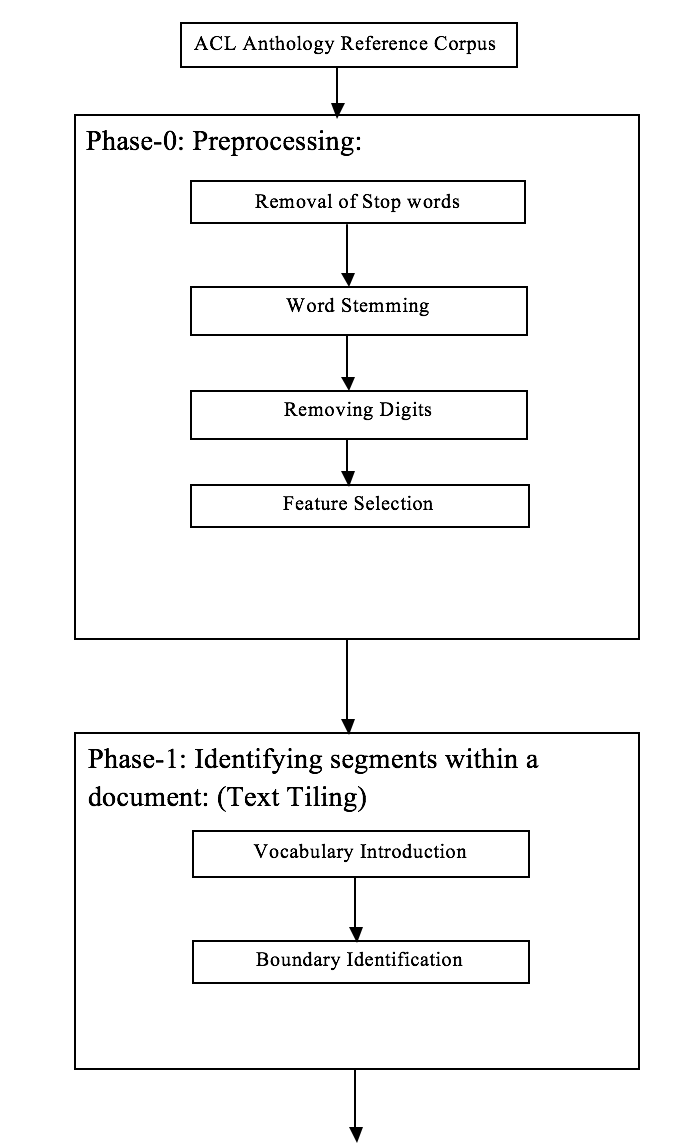 ACL Anthology Reference Corpus
Phase-0: Preprocessing:
Removal of Stop words
Word Stemming
Removing Digits
Feature Selection
Phase-1: Identifying segments within a
document: (Text Tiling)
Vocabulary Introduction
Boundary Identification